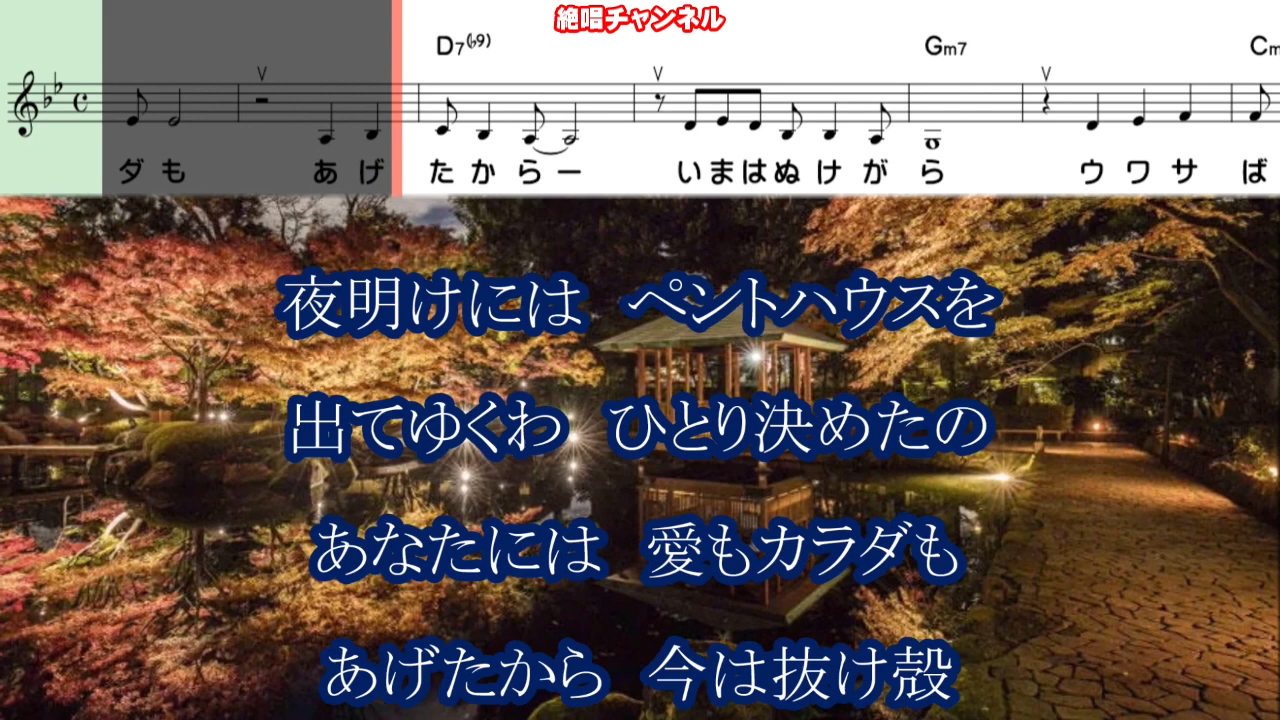 絶唱チャンネル
D7(♭9) Gm7 Cm
ダも あげ たからー いまはぬけがら ウワサば
夜明けには ペントハウスを
出てゆくわ ひとり決めたの
あなたには 愛もカラダも
あげたから 今は抜け殻